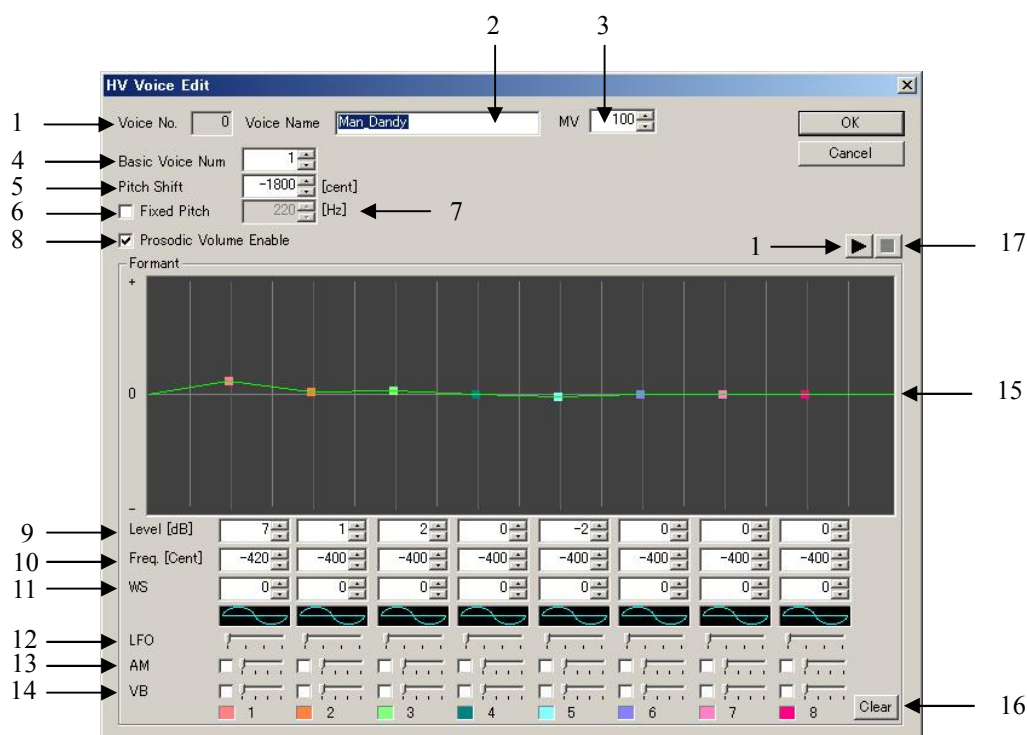 2 3
HV Voice Edit
1 Voice No. 0 Voice Name Man_Dandy MV 100 OK
4 Basic Voice Num 1 Cancel
5 Pitch Shift -1800 [cent]
6 Fixed Pitch 220 [Hz] 7
8 Prosodic Volume Enable 1 17
Formant
+
0 15
-
9 Level [dB] 7 1 2 0 -2 0 0 0
10 Freq. [Cent] -420 -400 -400 -400 -400 -400 -400 -400
11 WS 0 0 0 0 0 0 0 0
12 LFO
13 AM
14 VB
1 2 3 4 5 6 7 8 Clear 16